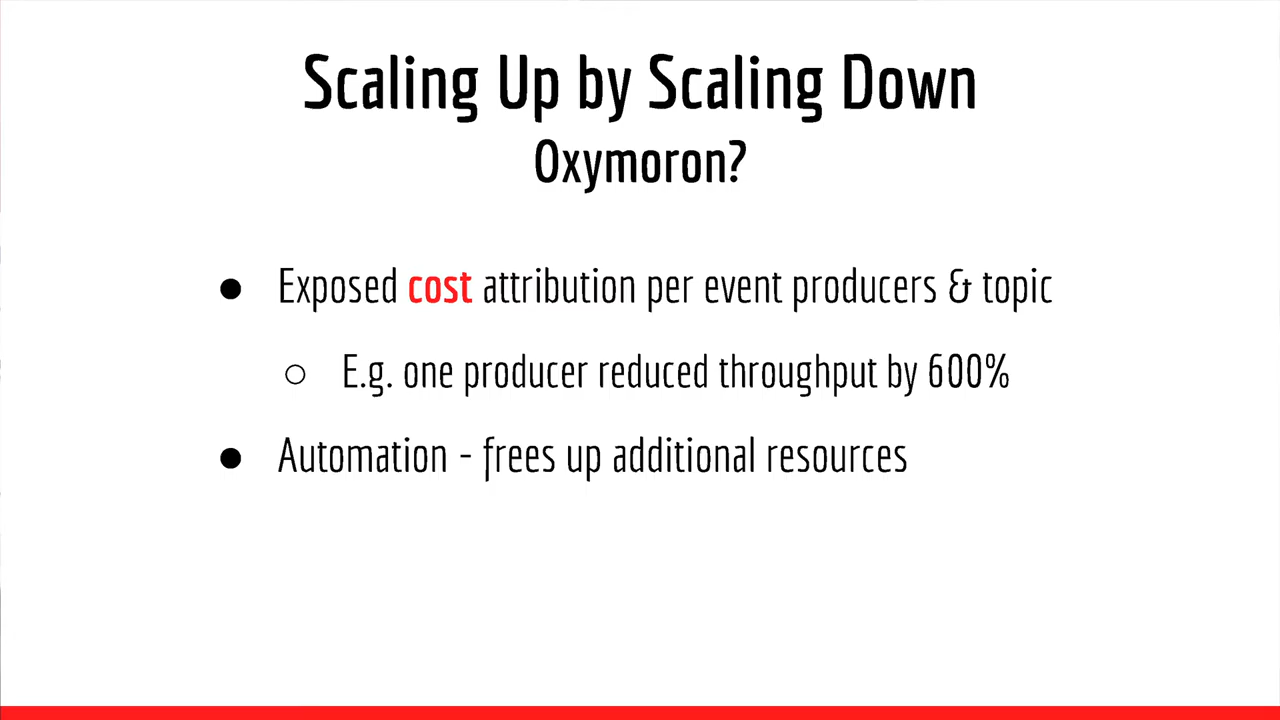 Scaling Up by Scaling Down
Oxymoron?
● Exposed cost attribution per event producers & topic
○ E.g. one producer reduced throughput by 600%
● Automation - frees up additional resources